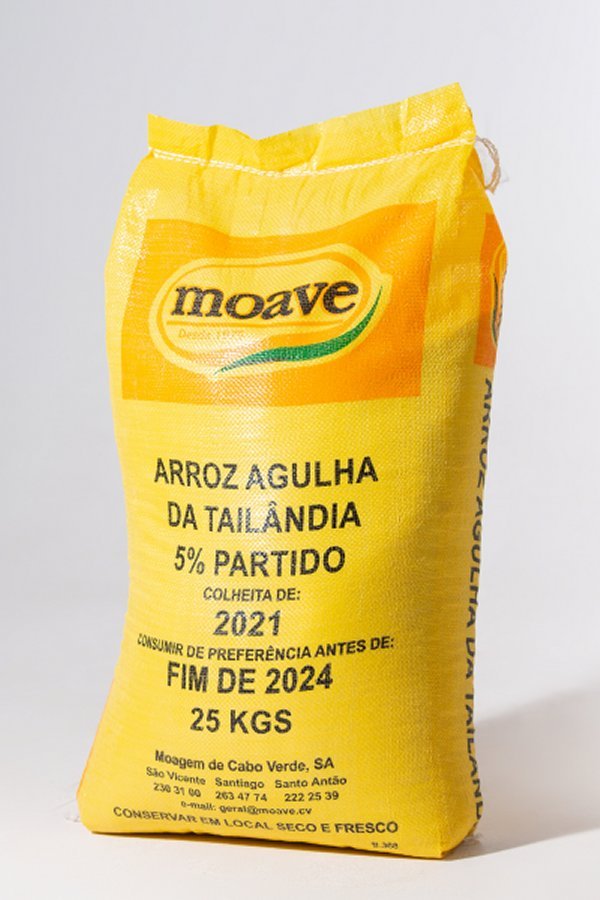 moave
ARROZ AGULHA
DA TAILÂNDIA
5% PARTIDO
COLHEITA DE:
2021
CONSUMIR DE PREFERÊNCIA ANTES DE:
FIM DE 2024
25 KGS
Moagem de Cabo Verde, SA
São Vicente Santiago Santo Antão
230 31 00 263 47 74 222 25 39
e-mail: geral@moave.cv
CONSERVAR EM LOCAL SECO E FRESCO
ARROZ AGULHA DA TAILAND